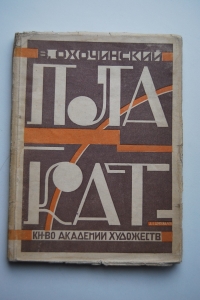 В. ОХОЧИНСКИЙ
ПЛА
КАТ
КН-ВО АКАДЕМИИ ХУДОЖЕСТВ